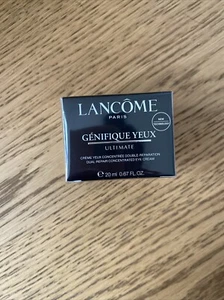 LANCÔME
PARIS
GÉNIFIQUE YEUX
ULTIMATE
CRÈME YEUX CONCENTRÉE DOUBLE RÉPARATION
DUAL REPAIR CONCENTRATED EYE CREAM
℮ 20 ml 0.67 FL.OZ.